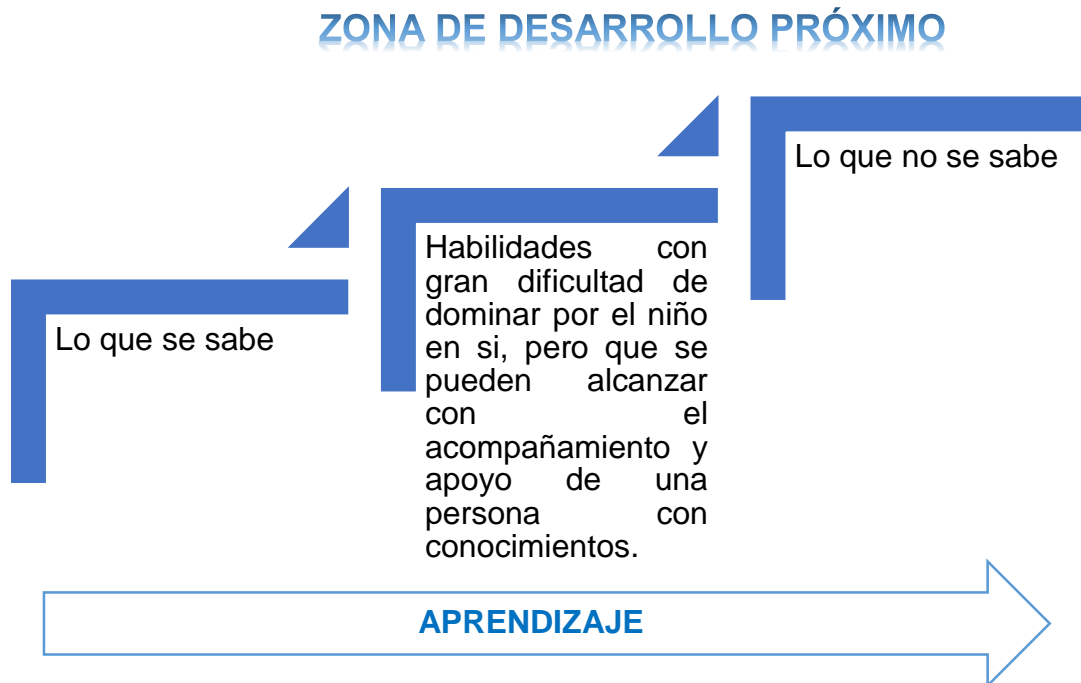 ZONA DE DESARROLLO PRÓXIMO
Lo que se sabe
Habilidades con
gran dificultad de
dominar por el niño
en si, pero que se
pueden alcanzar
con el
acompañamiento y
apoyo de una
persona con
conocimientos.
Lo que no se sabe
APRENDIZAJE